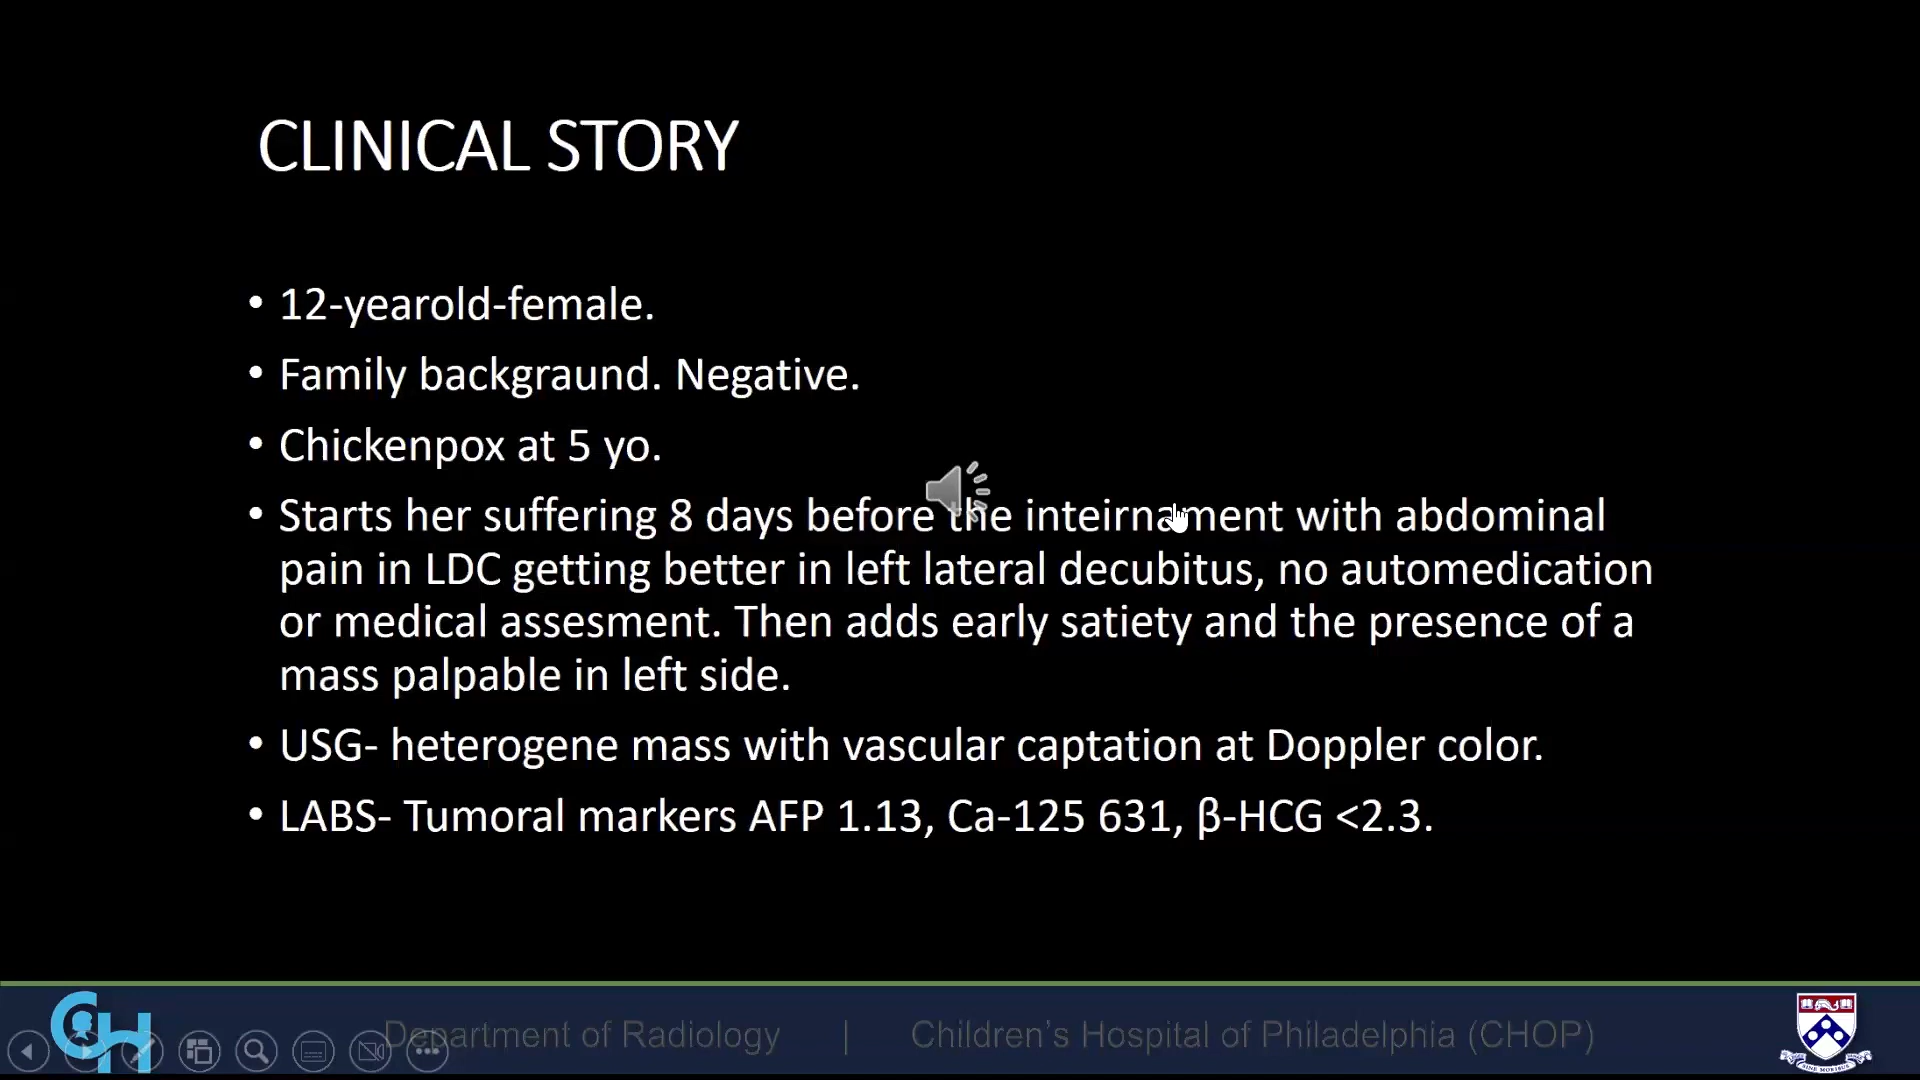 CLINICAL STORY
• 12-yearold-female.
• Family backgraund. Negative.
• Chickenpox at 5 yo.
• Starts her suffering 8 days before the inteirnament with abdominal
pain in LDC getting better in left lateral decubitus, no automedication
or medical assesment. Then adds early satiety and the presence of a
mass palpable in left side.
• USG- heterogene mass with vascular captation at Doppler color.
• LABS- Tumoral markers AFP 1.13, Ca-125 631, β-HCG <2.3.
CH
Department of Radiology | Children's Hospital of Philadelphia (CHOP)